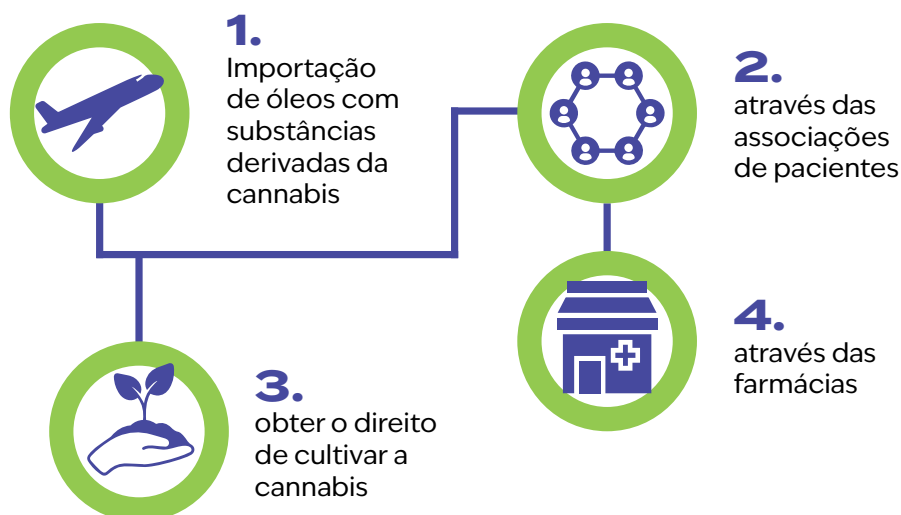 1.
Importação
de óleos com
substâncias
derivadas da
cannabis
2.
através das
associações
de pacientes
3.
obter o direito
de cultivar a
cannabis
4.
através das
farmácias